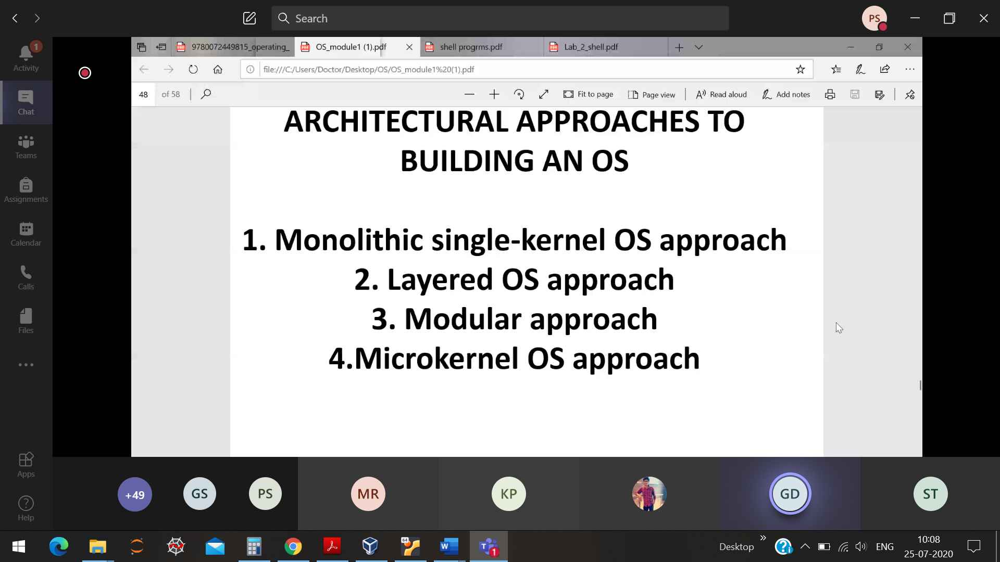 Search
PS
1
Activity
Chat
Teams
Assignments
Calendar
Calls
Files
Apps
Help
9780072449815_operating_
OS_module1 (1).pdf
shell progrms.pdf
Lab_2_shell.pdf
file:///C:/Users/Doctor/Desktop/OS/OS_module1%20(1).pdf
48 of 58
Fit to page
Page view
Read aloud
Add notes
ARCHITECTURAL APPROACHES TO
BUILDING AN OS
1. Monolithic single-kernel OS approach
2. Layered OS approach
3. Modular approach
4.Microkernel OS approach
+49
GS
PS
MR
KP
GD
ST
64
W
T
1
Desktop
ENG
10:08
25-07-2020